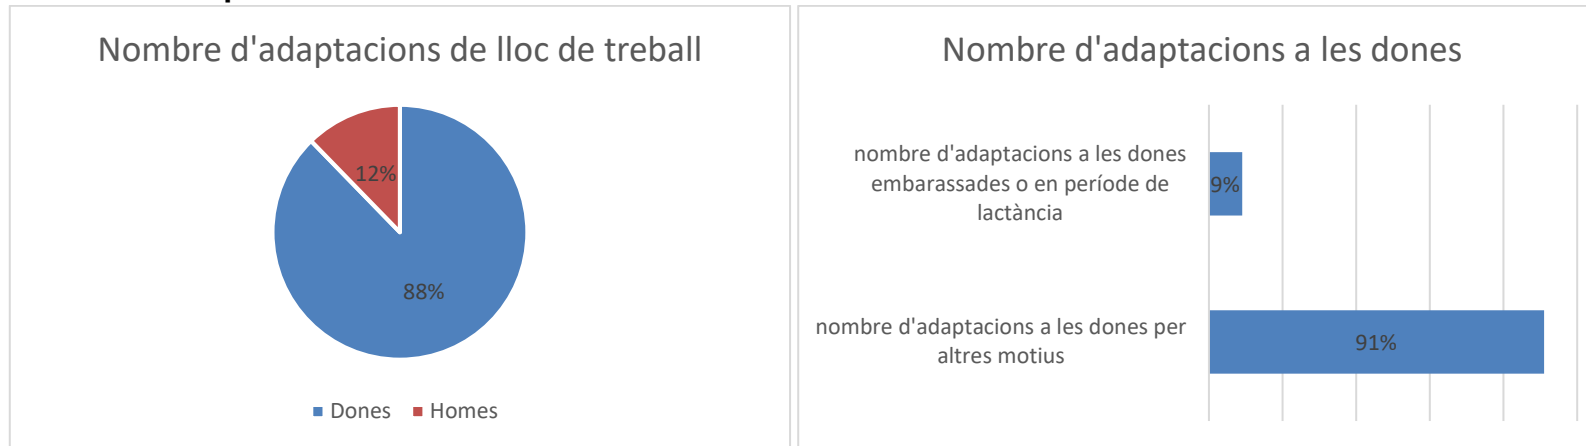 Nombre d'adaptacions de lloc de treball
12%
88%
Dones Homes
Nombre d'adaptacions a les dones
nombre d'adaptacions a les dones
embarassades o en període de
lactància
9%
nombre d'adaptacions a les dones per
altres motius
91%